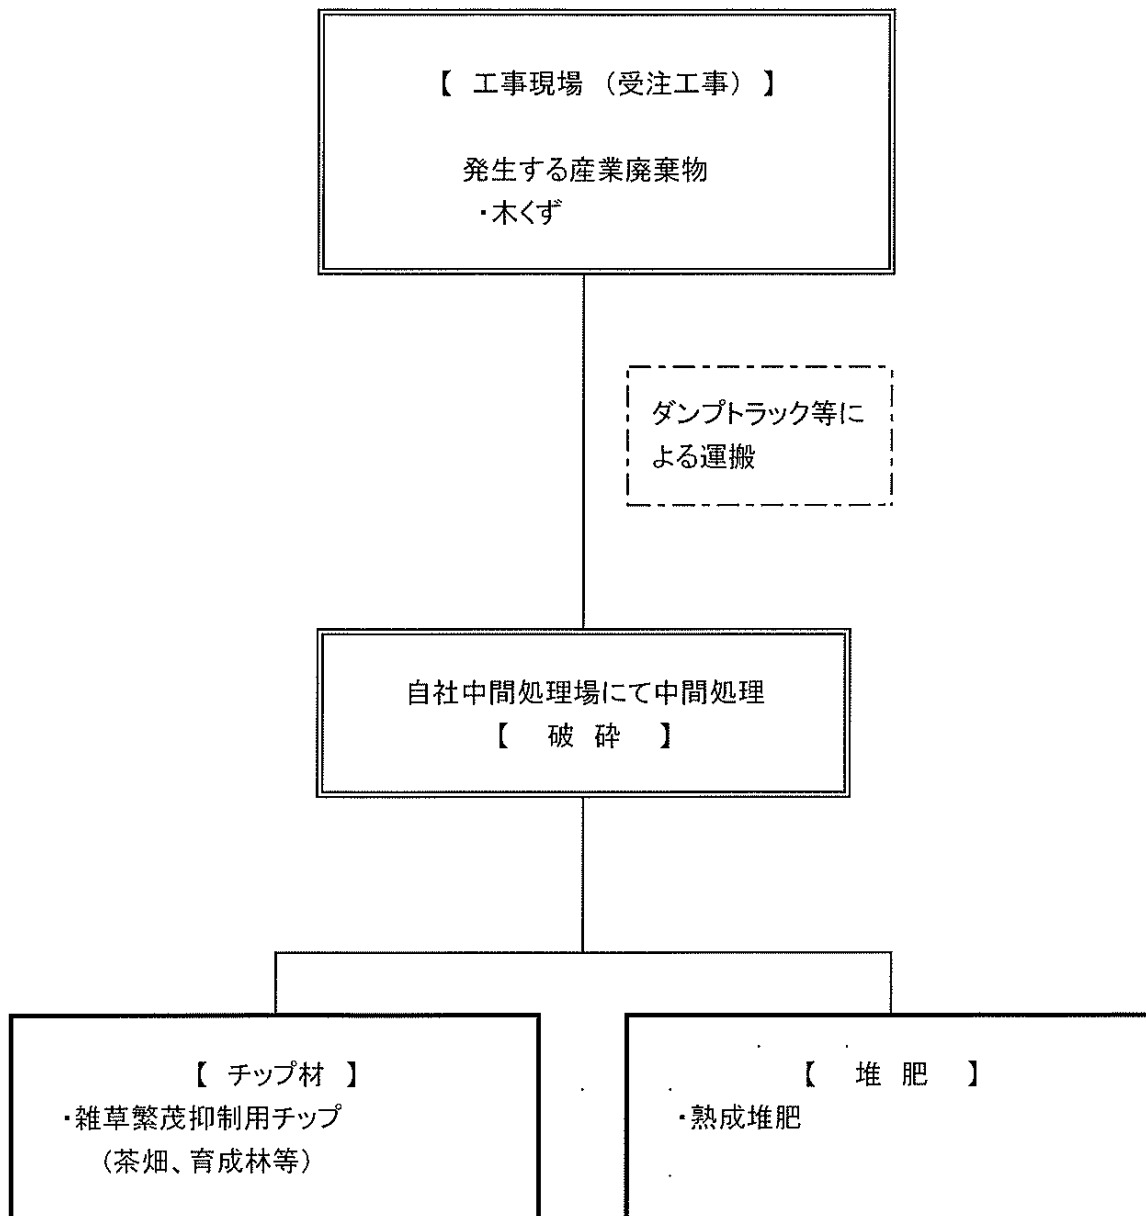 【 工事現場 （受注工事） 】
発生する産業廃棄物
・木くず
ダンプトラック等に
よる運搬
自社中間処理場にて中間処理
【 破 砕 】
【 チップ材 】
・雑草繁茂抑制用チップ
（茶畑、育成林等）
【 堆 肥 】
・熟成堆肥